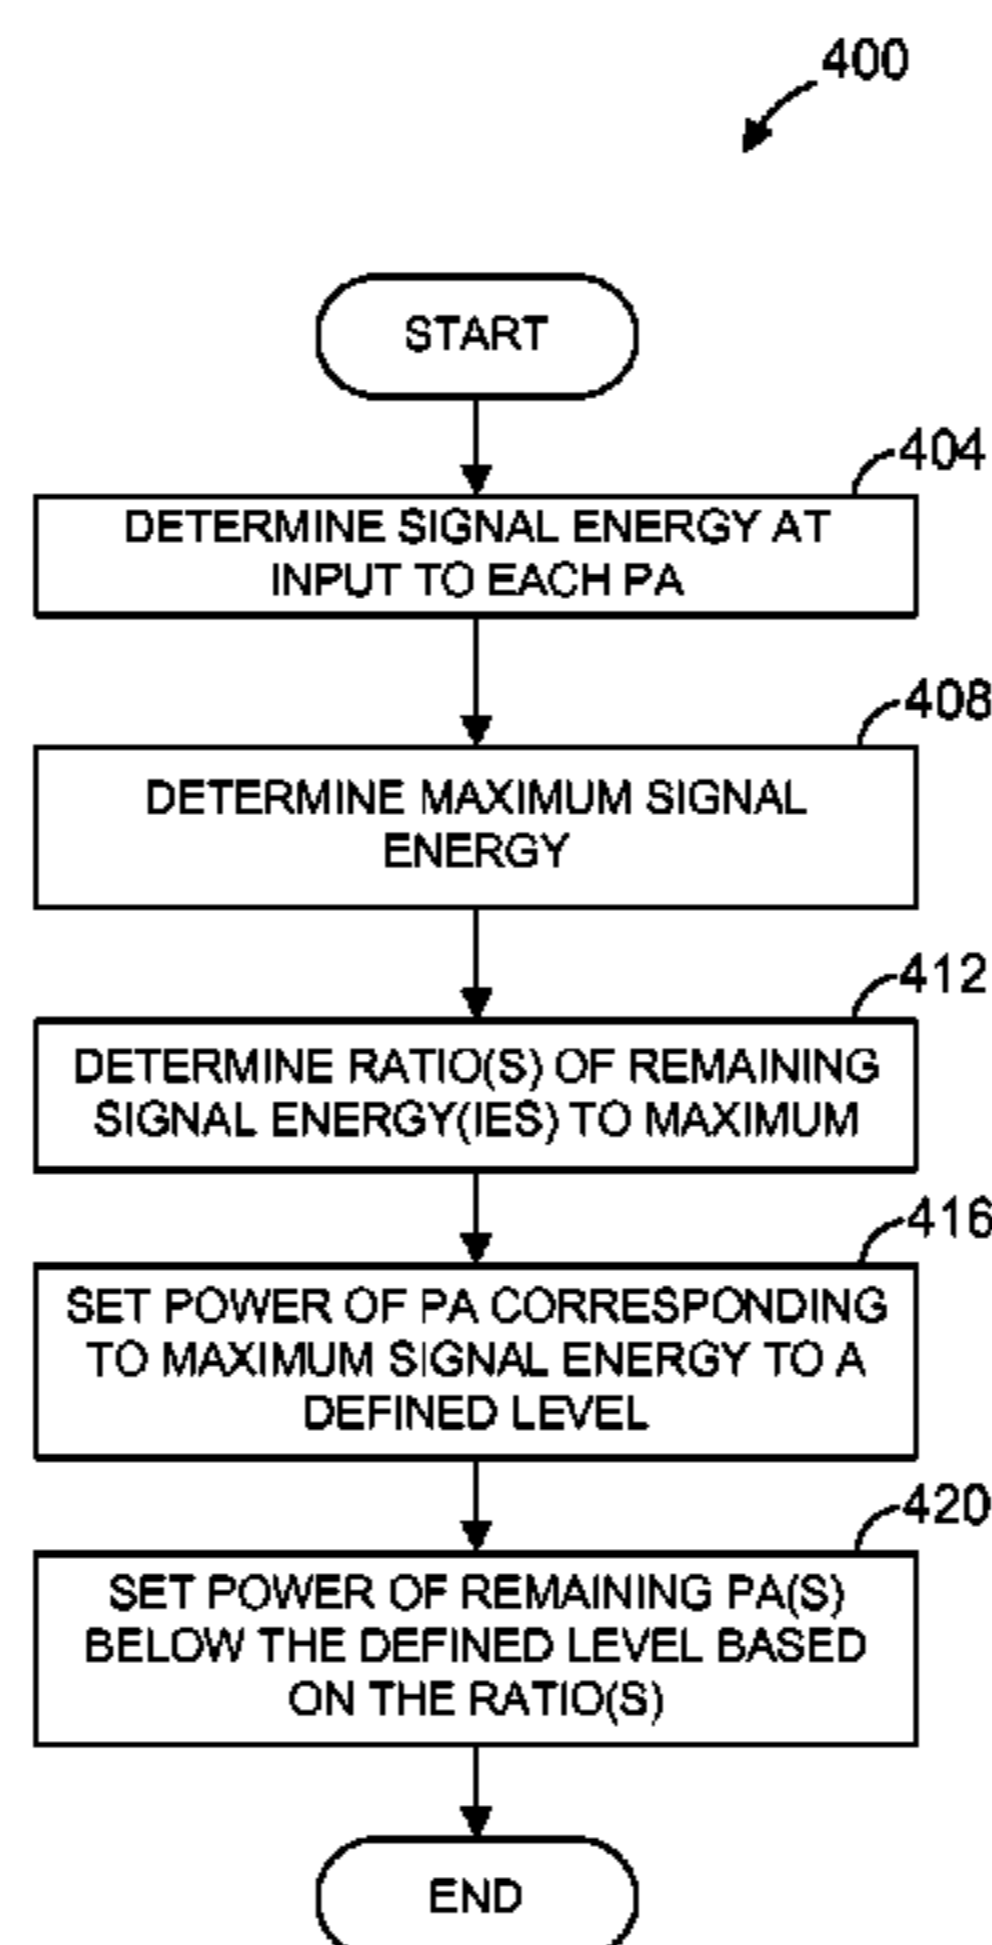 400
START
404
DETERMINE SIGNAL ENERGY AT
INPUT TO EACH PA
408
DETERMINE MAXIMUM SIGNAL
ENERGY
412
DETERMINE RATIO(S) OF REMAINING
SIGNAL ENERGY(IES) TO MAXIMUM
416
SET POWER OF PA CORRESPONDING
TO MAXIMUM SIGNAL ENERGY TO A
DEFINED LEVEL
420
SET POWER OF REMAINING PA(S)
BELOW THE DEFINED LEVEL BASED
ON THE RATIO(S)
END